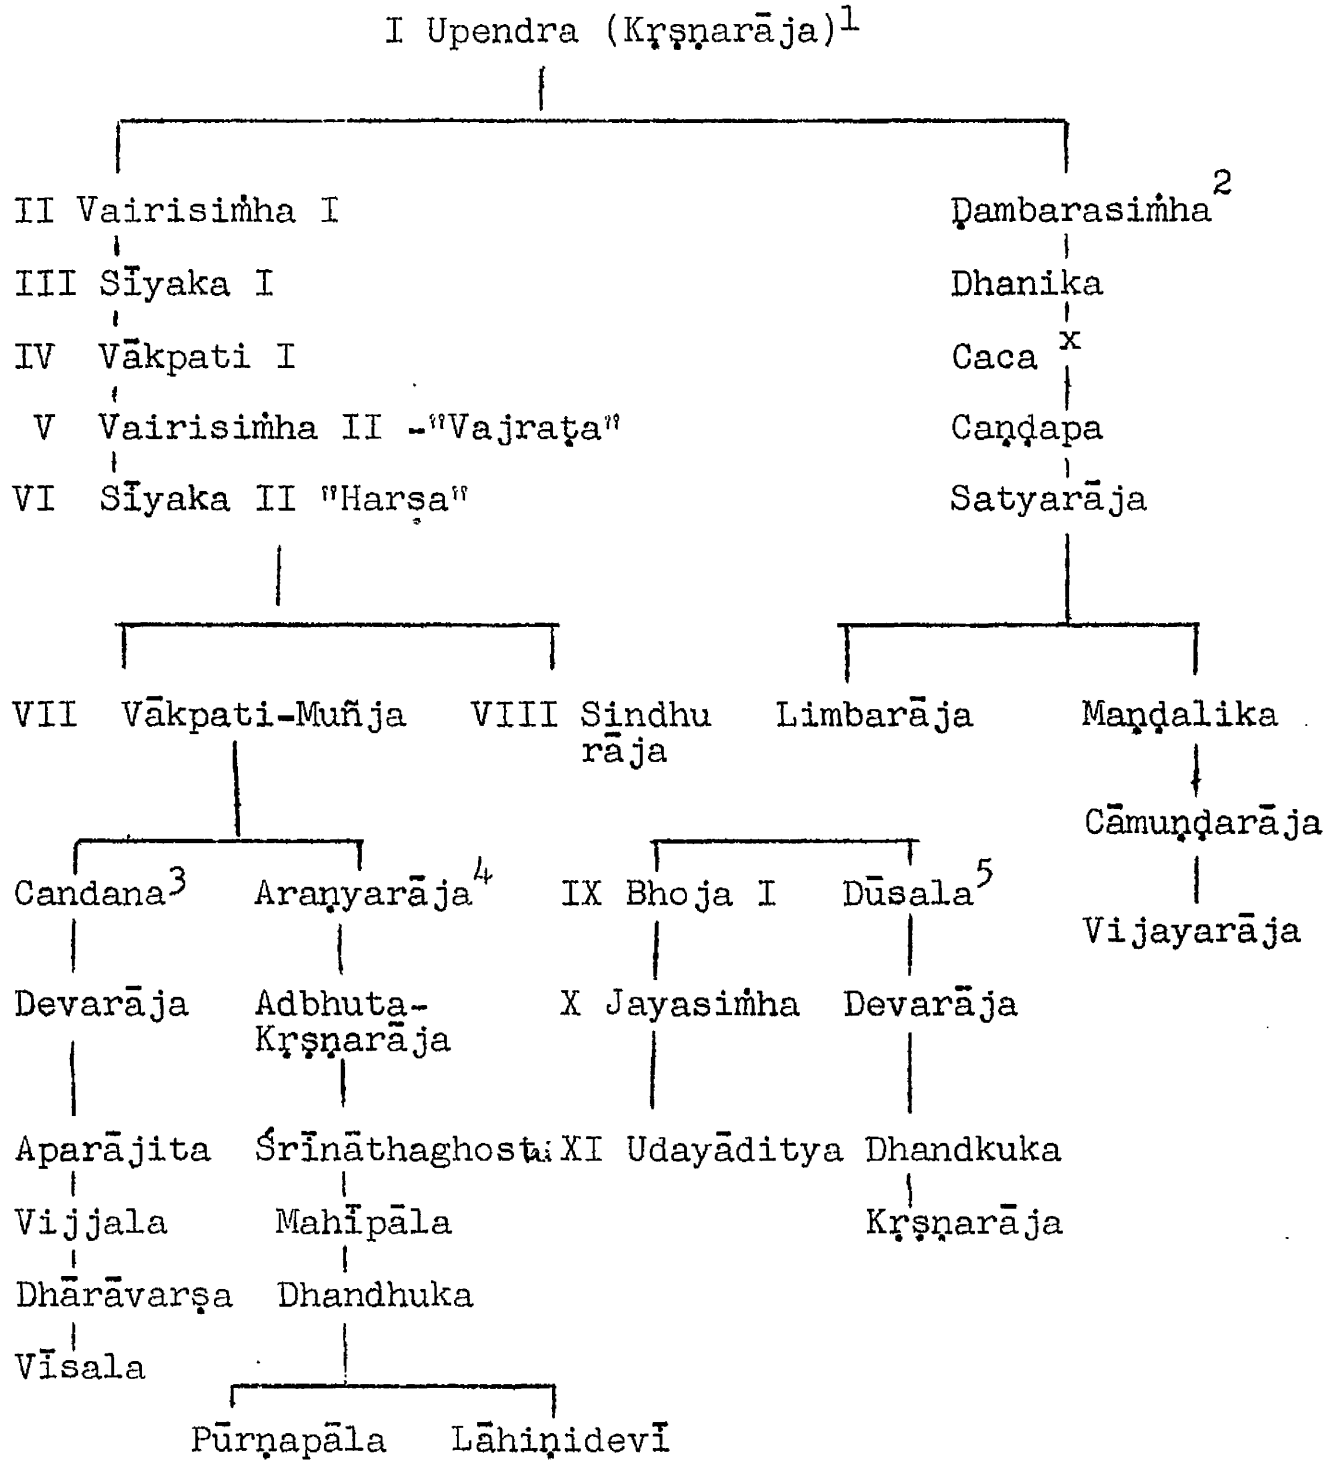 I Upendra (Kṛṣṇarāja)1
II Vairisiṁha I Ḍambarasiṁha2
III Sīyaka I Dhanika
IV Vākpati I Caca x
V Vairisiṁha II -"Vajraṭa" Caṇḍapa
VI Sīyaka II "Harṣa" Satyarāja
VII Vākpati-Muñja VIII Sindhu Limbarāja Maṇḍalika
rāja
Cāmuṇḍarāja
Candana3 Araṇyarāja4 IX Bhoja I Dūsala5
Vijayarāja
Devarāja Adbhuta- X Jayasiṁha Devarāja
Kṛṣṇarāja
Aparājita Śrīnāthaghosṭhi XI Udayāditya Dhandkuka
Vijjala Mahīpāla Kṛṣṇarāja
Dhārāvarṣa Dhandhuka
Vīsala
Pūrṇapāla Lāhiṇidevī